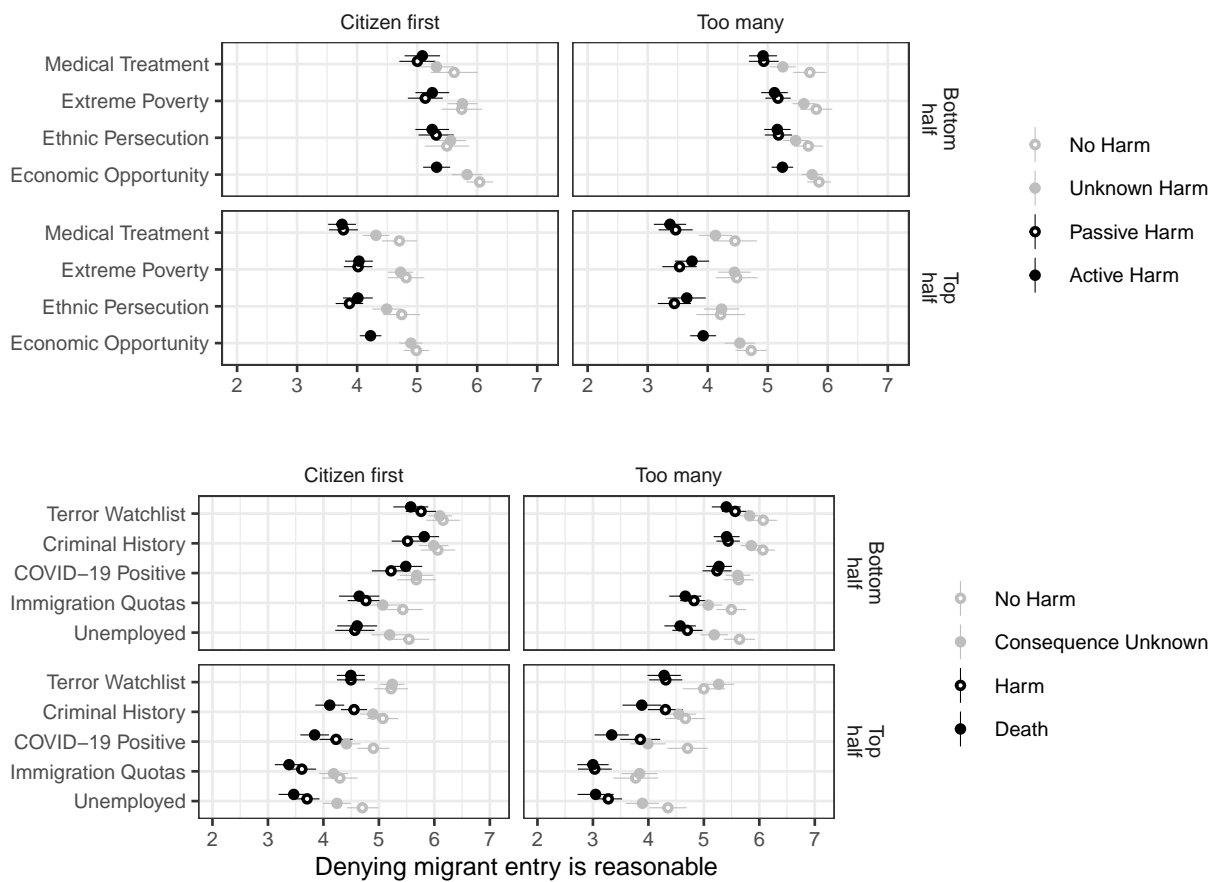 Citizen first
Too many
Medical Treatment
Extreme Poverty
Ethnic Persecution
Economic Opportunity
Bottom
half
Medical Treatment
Extreme Poverty
Ethnic Persecution
Economic Opportunity
Top
half
2 3 4 5 6 7
2 3 4 5 6 7
No Harm
Unknown Harm
Passive Harm
Active Harm
Citizen first
Too many
Terror Watchlist
Criminal History
COVID−19 Positive
Immigration Quotas
Unemployed
Bottom
half
Terror Watchlist
Criminal History
COVID−19 Positive
Immigration Quotas
Unemployed
Top
half
2 3 4 5 6 7
2 3 4 5 6 7
Denying migrant entry is reasonable
No Harm
Consequence Unknown
Harm
Death